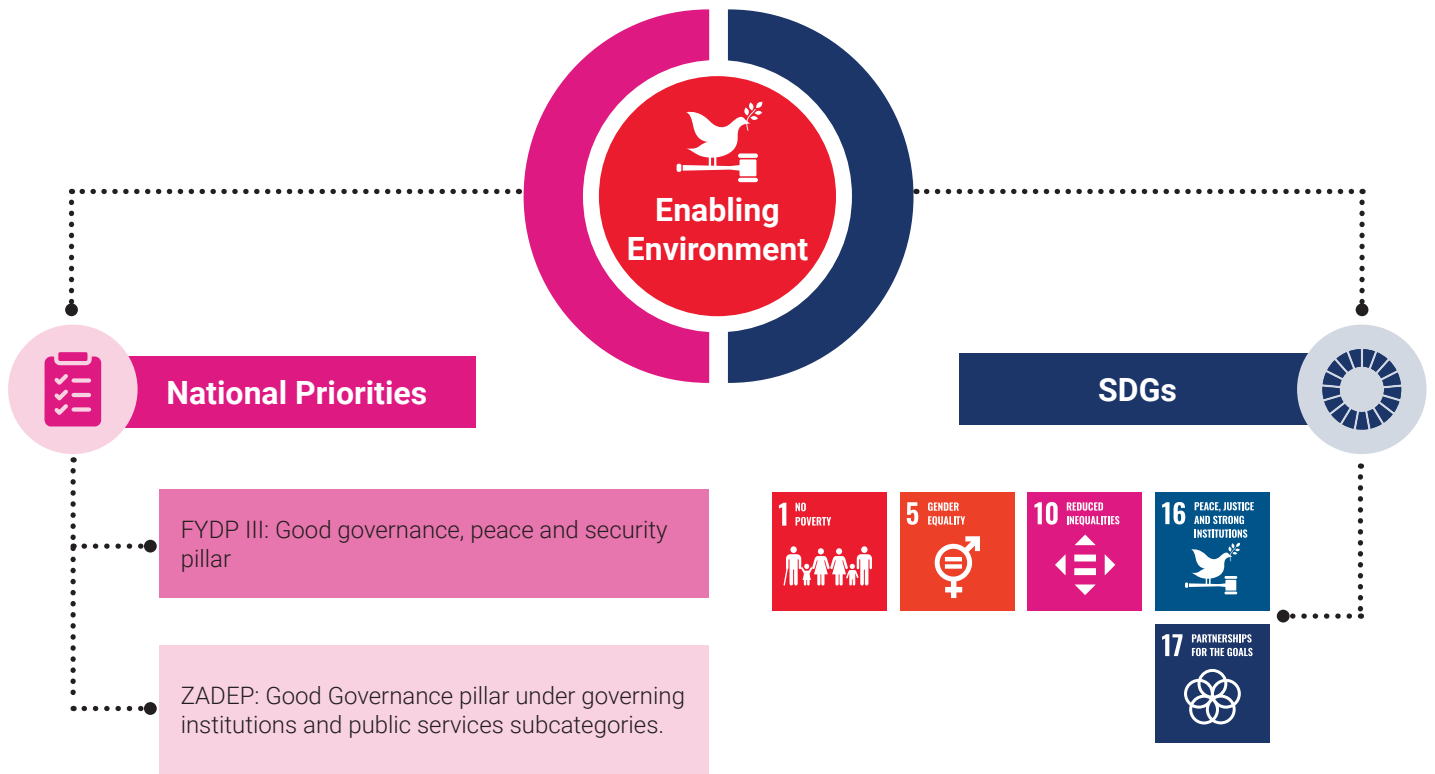 Enabling
Environment
National Priorities
SDGs
FYDP III: Good governance, peace and security
pillar
ZADEP: Good Governance pillar under governing
institutions and public services subcategories.
1 NO
POVERTY
5 GENDER
EQUALITY
10 REDUCED
INEQUALITIES
16 PEACE, JUSTICE
AND STRONG
INSTITUTIONS
17 PARTNERSHIPS
FOR THE GOALS